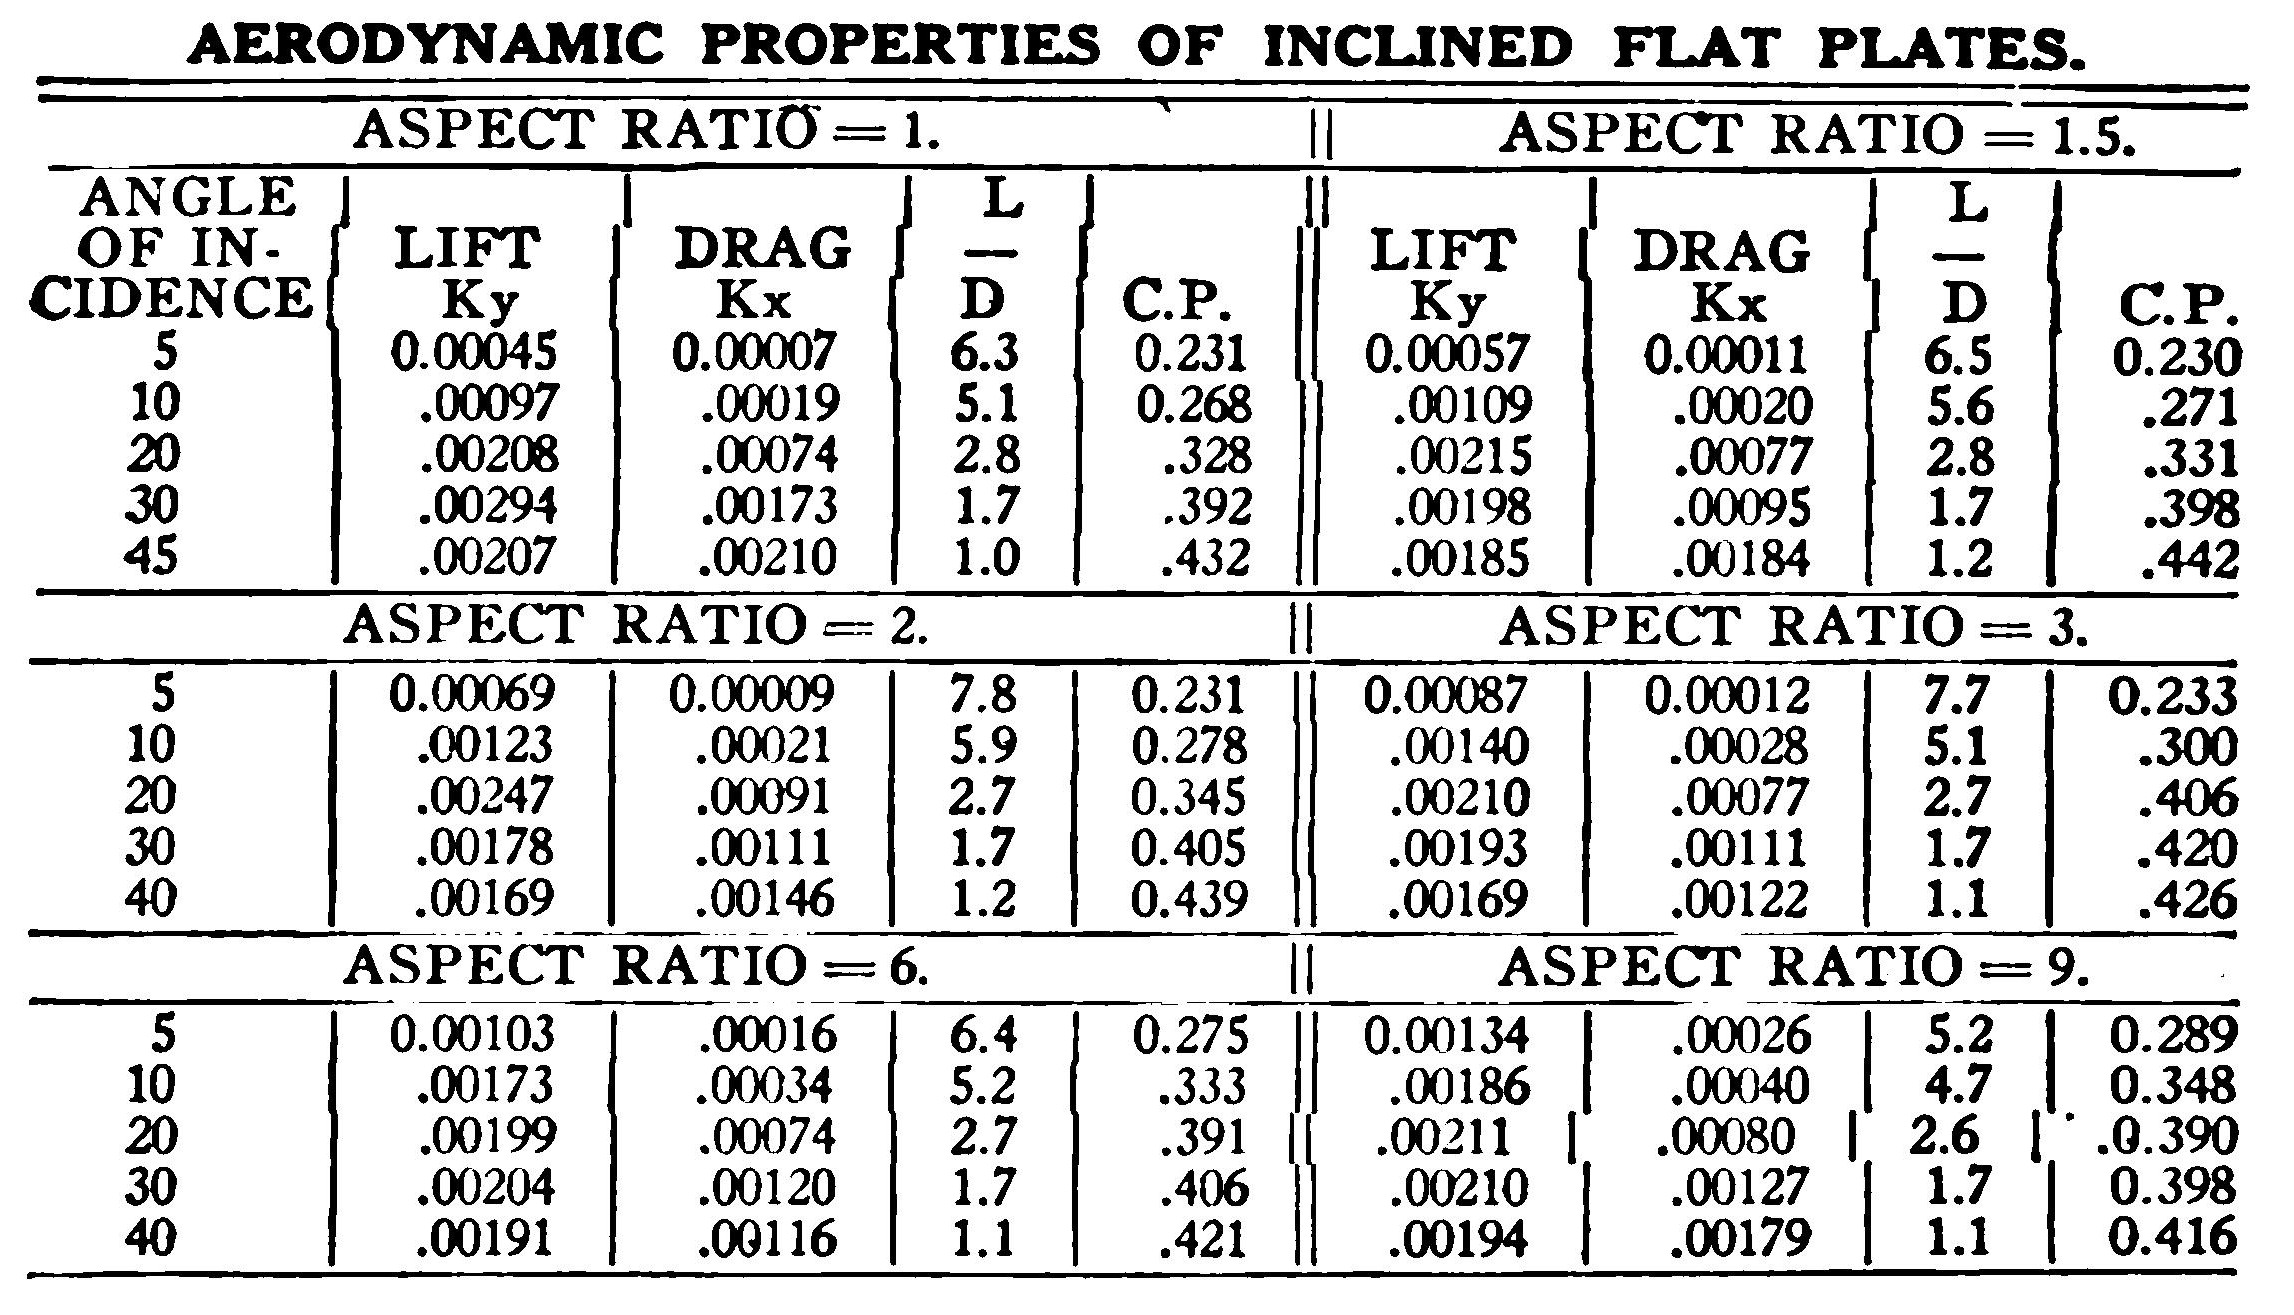 AERODYNAMIC PROPERTIES OF INCLINED FLAT PLATES.
ASPECT RATIO = 1. ASPECT RATIO = 1.5.
ANGLE L L
OF IN- LIFT DRAG — LIFT DRAG —
CIDENCE Ky Kx D C.P. Ky Kx D C.P.
5 0.00045 0.00007 6.3 0.231 0.00057 0.00011 6.5 0.230
10 .00097 .00019 5.1 0.268 .00109 .00020 5.6 .271
20 .00208 .00074 2.8 .328 .00215 .00077 2.8 .331
30 .00294 .00173 1.7 .392 .00198 .00095 1.7 .398
45 .00207 .00210 1.0 .432 .00185 .00184 1.2 .442
ASPECT RATIO = 2. ASPECT RATIO = 3.
5 0.00069 0.00009 7.8 0.231 0.00087 0.00012 7.7 0.233
10 .00123 .00021 5.9 0.278 .00140 .00028 5.1 .300
20 .00247 .00091 2.7 0.345 .00210 .00077 2.7 .406
30 .00178 .00111 1.7 0.405 .00193 .00111 1.7 .420
40 .00169 .00146 1.2 0.439 .00169 .00122 1.1 .426
ASPECT RATIO = 6. ASPECT RATIO = 9.
5 0.00103 .00016 6.4 0.275 0.00134 .00026 5.2 0.289
10 .00173 .00034 5.2 .333 .00186 .00040 4.7 0.348
20 .00199 .00074 2.7 .391 .00211 .00080 2.6 .0.390
30 .00204 .00120 1.7 .406 .00210 .00127 1.7 0.398
40 .00191 .00116 1.1 .421 .00194 .00179 1.1 0.416